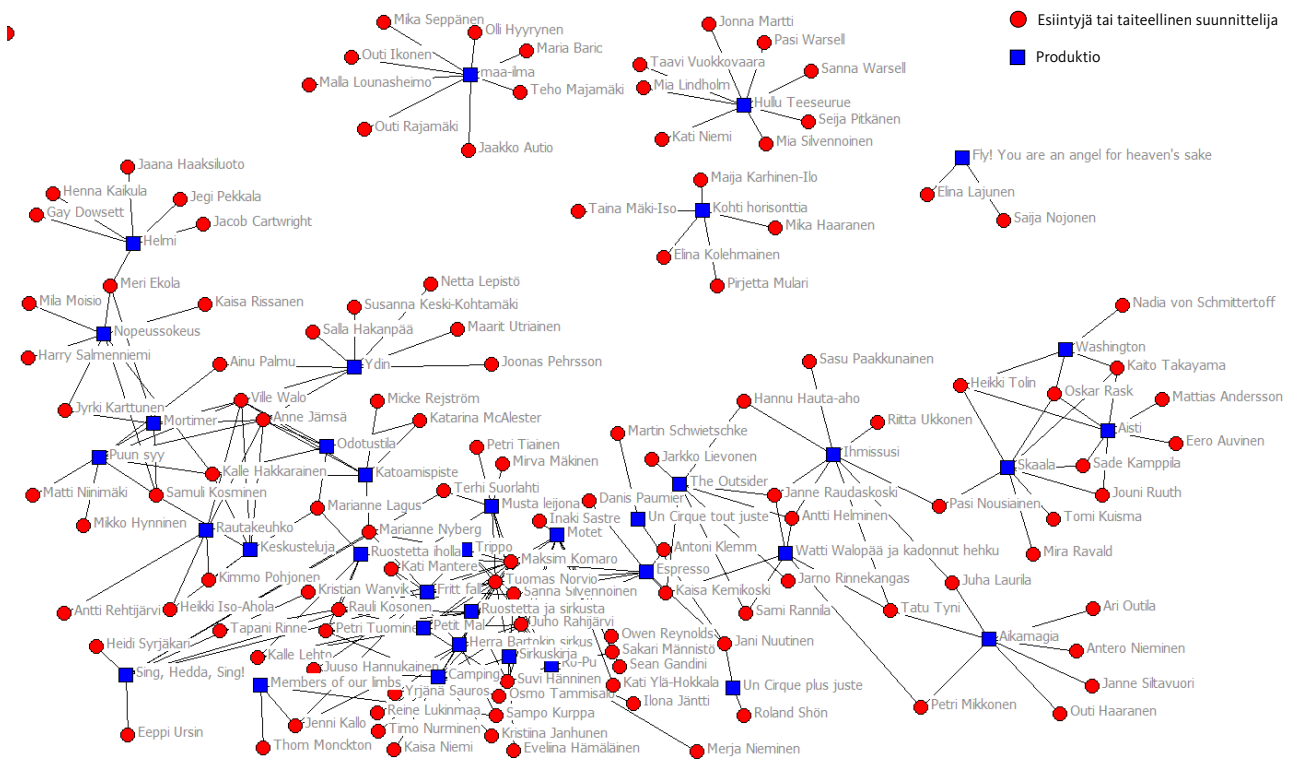 Esiintyjä tai taiteellinen suunnittelija
Produktio
Mika Seppänen
Olli Hyyrynen
Outi Ikonen
Maria Baric
maa-ilma
Malla Lounasheimo
Teho Majamäki
Outi Rajamäki
Jaakko Autio
Jonna Martti
Pasi Warsell
Taavi Vuokkovaara
Sanna Warsell
Mia Lindholm
Hullu Teeseurue
Seija Pitkänen
Kati Niemi
Mia Silvennoinen
Fly! You are an angel for heaven's sake
Elina Lajunen
Saija Nojonen
Maija Karhinen-Ilo
Taina Mäki-Iso
Kohti horisonttia
Mika Haaranen
Elina Kolehmainen
Pirjetta Mulari
Jaana Haaksiluoto
Henna Kaikula
Jegi Pekkala
Gay Dowsett
Jacob Cartwright
Helmi
Meri Ekola
Mila Moisio
Kaisa Rissanen
Nopeussokeus
Harry Salmenniemi
Netta Lepistö
Susanna Keski-Kohtamäki
Salla Hakanpää
Maarit Utriainen
Ainu Palmu
Ydin
Joonas Pehrsson
Jyrki Karttunen
Mortimer
Ville Walo
Anne Jämsä
Micke Rejström
Katarina McAlester
Odotustila
Puun syy
Kalle Hakkarainen
Katoamispiste
Petri Tiainen
Mirva Mäkinen
Matti Niinimäki
Samuli Kosminen
Terhi Suorlahti
Mikko Hynninen
Marianne Lagus
Musta leijona
Rautakeuhko
Marianne Nyberg
Inaki Sastre
Motet
Keskusteluja
Ruostetta iholla
Trippo
Maksim Komaro
Kati Mantere
Kimmo Pohjonen
Kristian Wanvik
Fritt fall
Tuomas Norvio
Sanna Silvennoinen
Antti Rehtijärvi
Heikki Iso-Ahola
Rauli Kosonen
Ruostetta ja sirkusta
Tapani Rinne
Petri Tuominen
Petit Mal
Juho Rahijärvi
Heidi Syrjäkari
Kalle Lehto
Herra Bartokin sirkus
Sirkuskirja
Ro-Pu
Sing, Hedda, Sing!
Juuso Hannukainen
Camping
Members of our limbs
Suvi Hänninen
Yrjänä Sauros
Osmo Tammisalo
Reine Lukinmaa
Sampo Kurppa
Jenni Kallo
Timo Nurminen
Kristina Janhunen
Eeppi Ursin
Thom Monckton
Kaisa Niemi
Eveliina Hämäläinen
Martin Schwietschke
Jarkko Lievonen
The Outsider
Danis Paumier
Un Cirque tout juste
Antoni Klemm
Espresso
Kaisa Kemikoski
Owen Reynolds
Sakari Männistö
Sean Gandini
Kati Ylä-Hokkala
Ilona Jäntti
Merja Nieminen
Jani Nuutinen
Un Cirque plus juste
Roland Shön
Sasu Paakkunainen
Hannu Hauta-aho
Riitta Ukkonen
Ihmissusi
Janne Raudaskoski
Antti Helminen
Watti Walopää ja kadonnut hehku
Jarno Rinnekangas
Sami Rannila
Juha Laurila
Tatu Tyni
Ari Outila
Aikamagia
Antero Nieminen
Janne Siltavuori
Petri Mikkonen
Outi Haaranen
Nadia von Schmittertoff
Washington
Kaito Takayama
Heikki Tolin
Oskar Rask
Mattias Andersson
Aisti
Eero Auvinen
Skaala
Sade Kamppila
Pasi Nousiainen
Jouni Ruuth
Tomi Kuisma
Mira Ravald